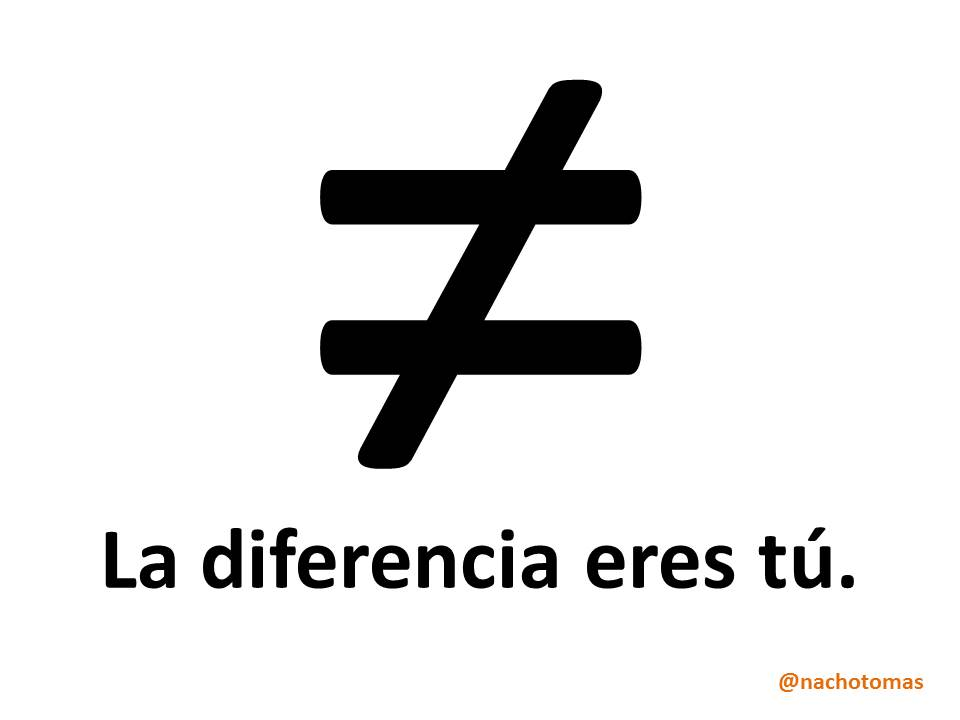 ≠
La diferencia eres tú.
@nachotomas